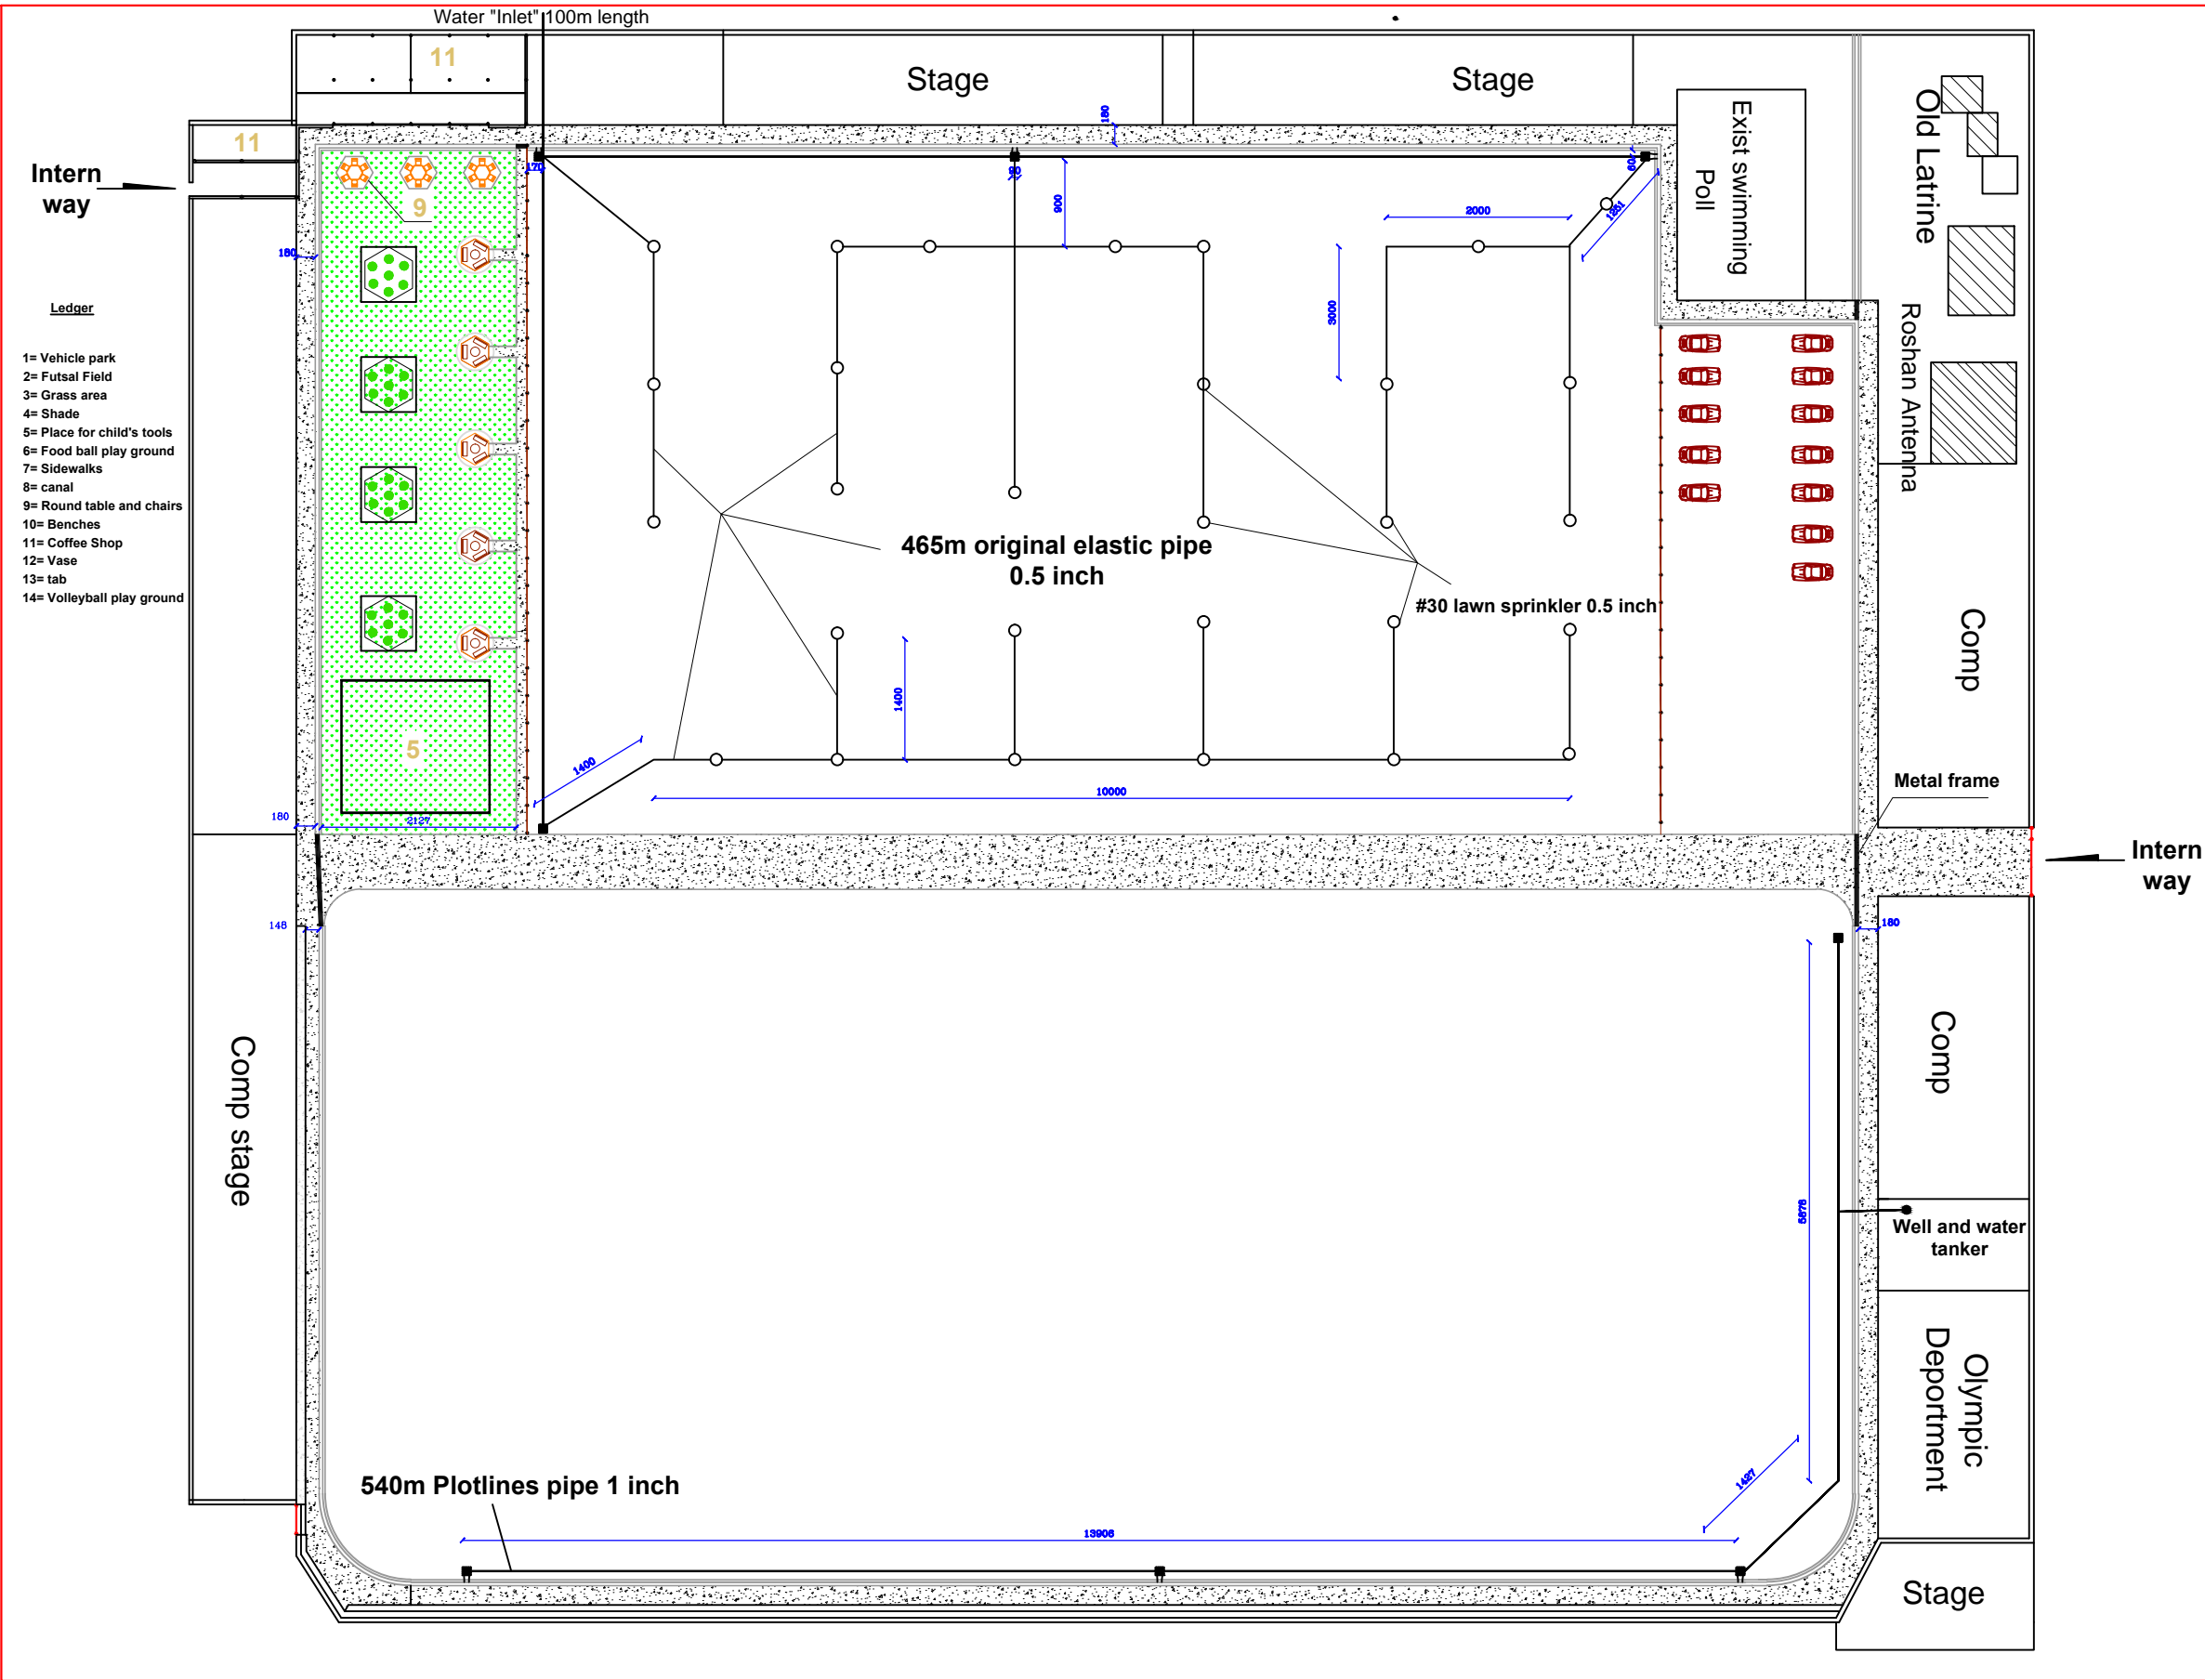 Water "Inlet" 100m length
11
Stage
Stage
180
Old Latrine
Exist swimming
Poll
11
Intern
way
170
60
900
9
2000
1251
180
3000
Roshan Antenna
Ledger
1= Vehicle park
2= Futsal Field
3= Grass area
4= Shade
5= Place for child's tools
6= Food ball play ground
7= Sidewalks
8= canal
9= Round table and chairs
10= Benches
11= Coffee Shop
12= Vase
13= tab
14= Volleyball play ground
465m original elastic pipe
0.5 inch
#30 lawn sprinkler 0.5 inch
Comp
1400
5
1400
10000
Metal frame
180
2127
Intern
way
148
180
Comp
Comp stage
5876
Well and water
tanker
Olympic
Deportment
1427
540m Plotlines pipe 1 inch
13906
Stage